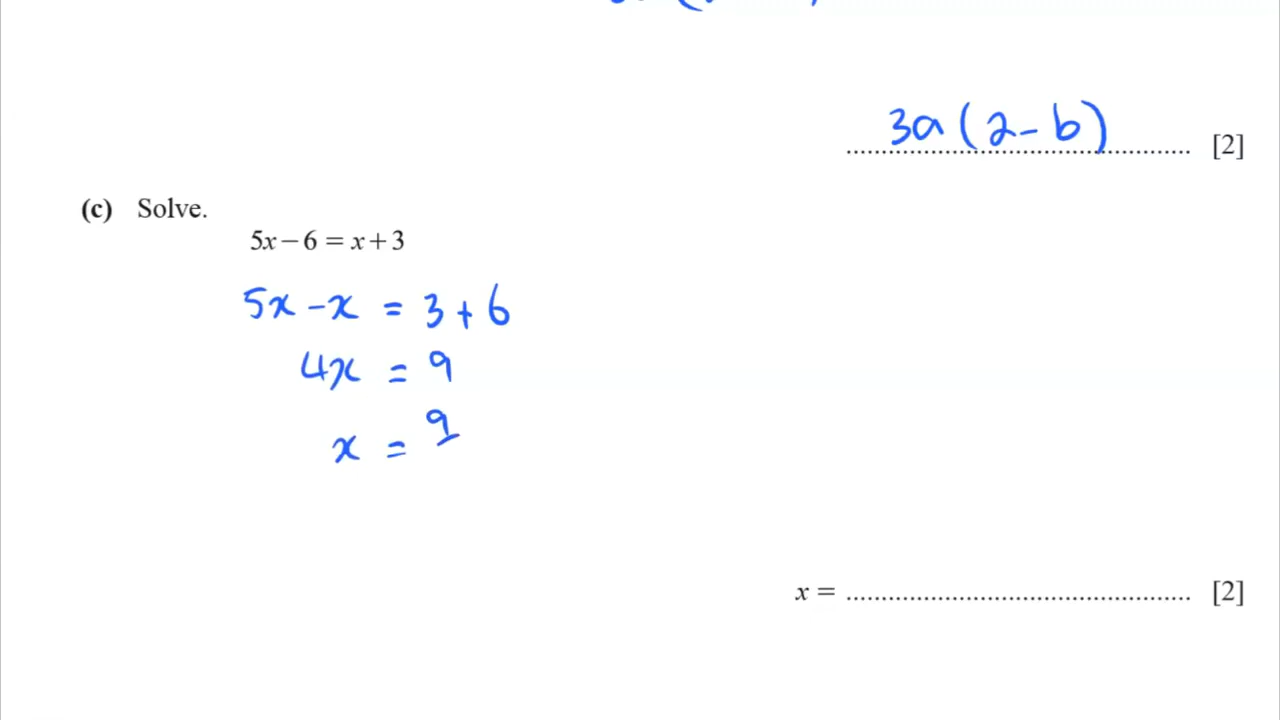 3a(2-b)
.................................................. [2]
(c) Solve.
5x-6=x+3
5x-x = 3+6
4x = 9
x = 9
x = .................................................. [2]